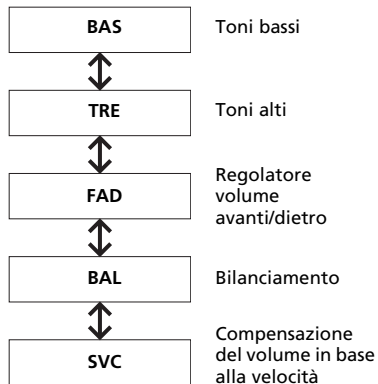 BAS
Toni bassi
TRE
Toni alti
FAD
Regolatore
volume
avanti/dietro
BAL
Bilanciamento
SVC
Compensazione
del volume in base
alla velocità